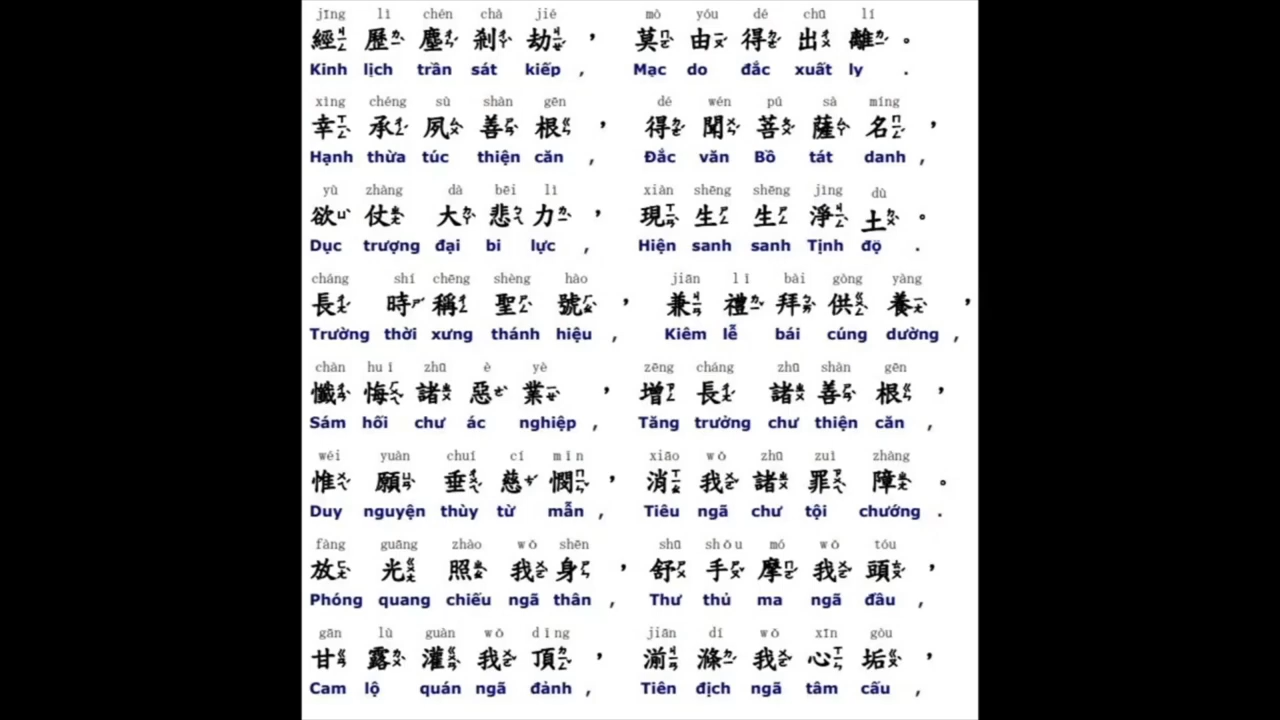 jīng lì chén chà jié mò yóu dé chū lí
經歷塵剎劫， 莫由得出離。
Kinh lịch trần sát kiếp , Mạc do đắc xuất ly .
xìng chéng sù shàn gēn dé wén pú sà míng
幸承夙善根， 得聞菩薩名，
Hạnh thừa túc thiện căn , Đắc văn Bồ tát danh ,
yù zhàng dà bēi lì xiàn shēng shēng jìng dù
欲仗大悲力， 現生生淨土。
Dục trượng đại bi lực , Hiện sanh sanh Tịnh độ .
cháng shí chēng shèng hào jiān lǐ bài gòng yàng
長時稱聖號， 兼禮拜供養，
Trường thời xưng thánh hiệu , Kiêm lễ bái cúng dường ,
chàn huǐ zhū è yè zēng cháng zhū shàn gēn
懺悔諸惡業， 增長諸善根，
Sám hối chư ác nghiệp , Tăng trưởng chư thiện căn ,
wéi yuàn chuí cí mǐn xiāo wǒ zhū zuì zhàng
惟願垂慈憫， 消我諸罪障。
Duy nguyện thùy từ mẫn , Tiêu ngã chư tội chướng .
fàng guāng zhào wǒ shēn shū shǒu mó wǒ tóu
放光照我身， 舒手摩我頭，
Phóng quang chiếu ngã thân , Thư thủ ma ngã đầu ,
gān lù guàn wǒ dǐng jiān dí wǒ xīn gòu
甘露灌我頂， 湔滌我心垢，
Cam lộ quán ngã đảnh , Tiên địch ngã tâm cấu ,